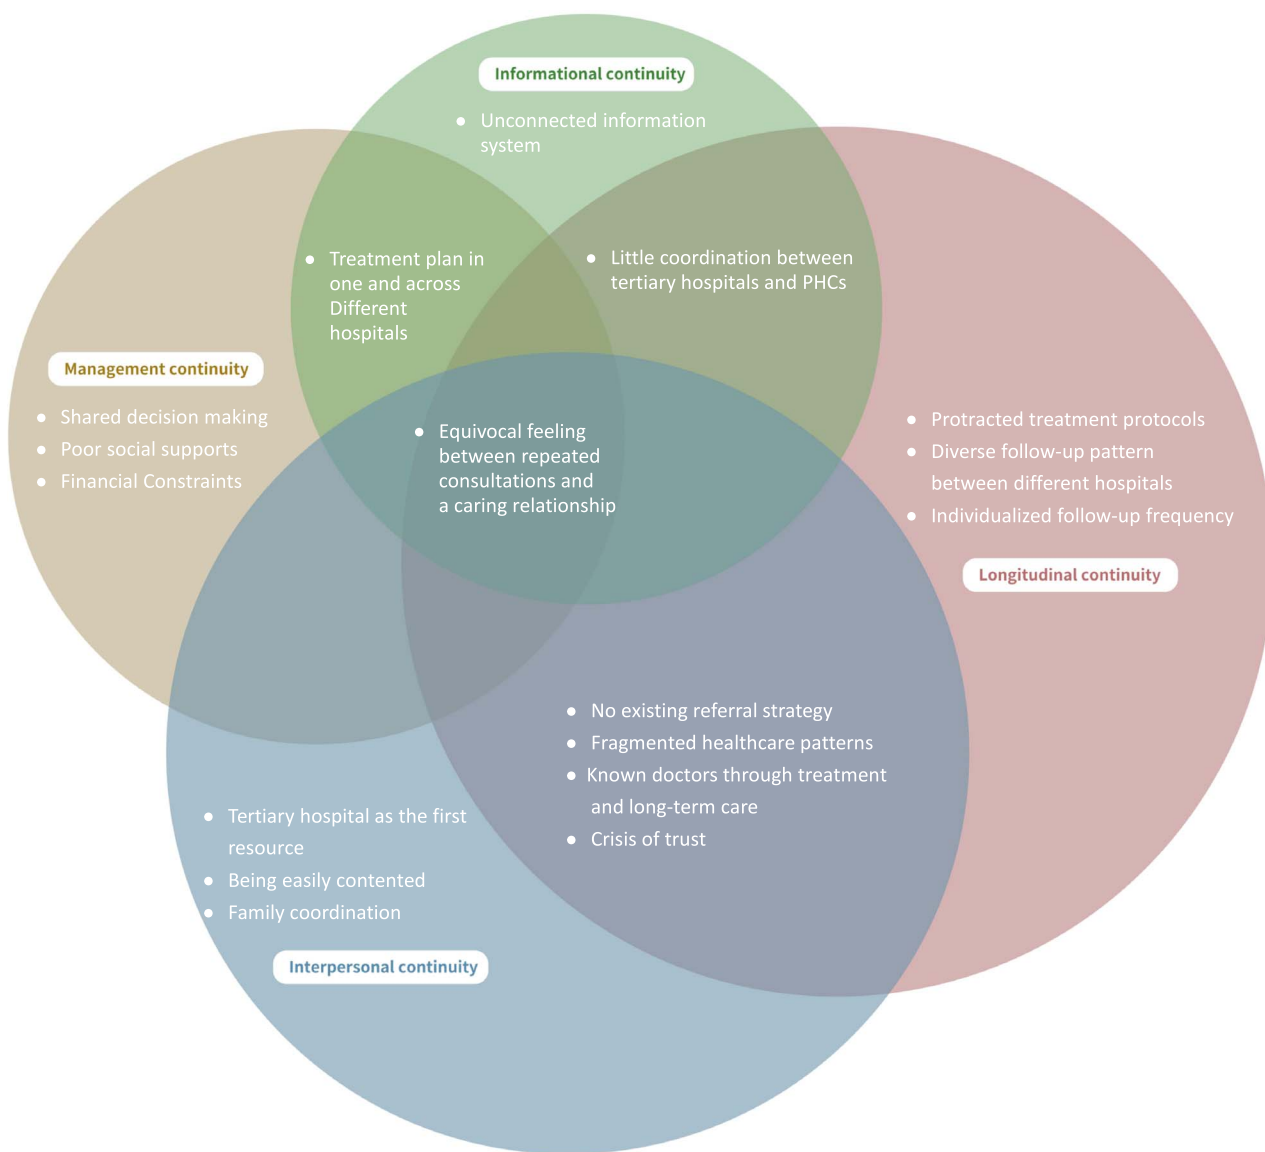 Informational continuity
● Unconnected information
system
● Treatment plan in
one and across
Different
hospitals
● Little coordination between
tertiary hospitals and PHCs
Management continuity
● Shared decision making
● Poor social supports
● Financial Constraints
● Equivocal feeling
between repeated
consultations and
a caring relationship
● Protracted treatment protocols
● Diverse follow-up pattern
between different hospitals
● Individualized follow-up frequency
Longitudinal continuity
● No existing referral strategy
● Fragmented healthcare patterns
● Known doctors through treatment
and long-term care
● Crisis of trust
● Tertiary hospital as the first
resource
● Being easily contented
● Family coordination
Interpersonal continuity